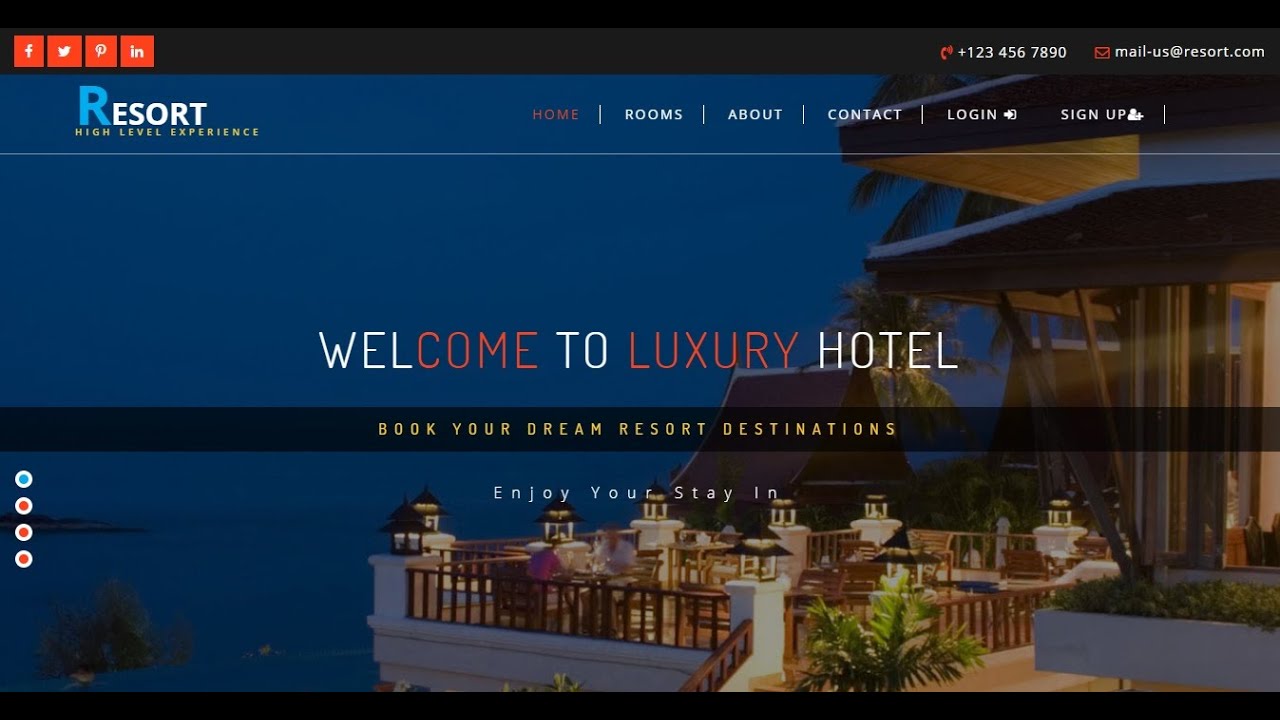 +123 456 7890 mail-us@resort.com
RESORT
HIGH LEVEL EXPERIENCE
HOME ROOMS ABOUT CONTACT LOGIN SIGN UP
WELCOME TO LUXURY HOTEL
BOOK YOUR DREAM RESORT DESTINATIONS
Enjoy Your Stay In